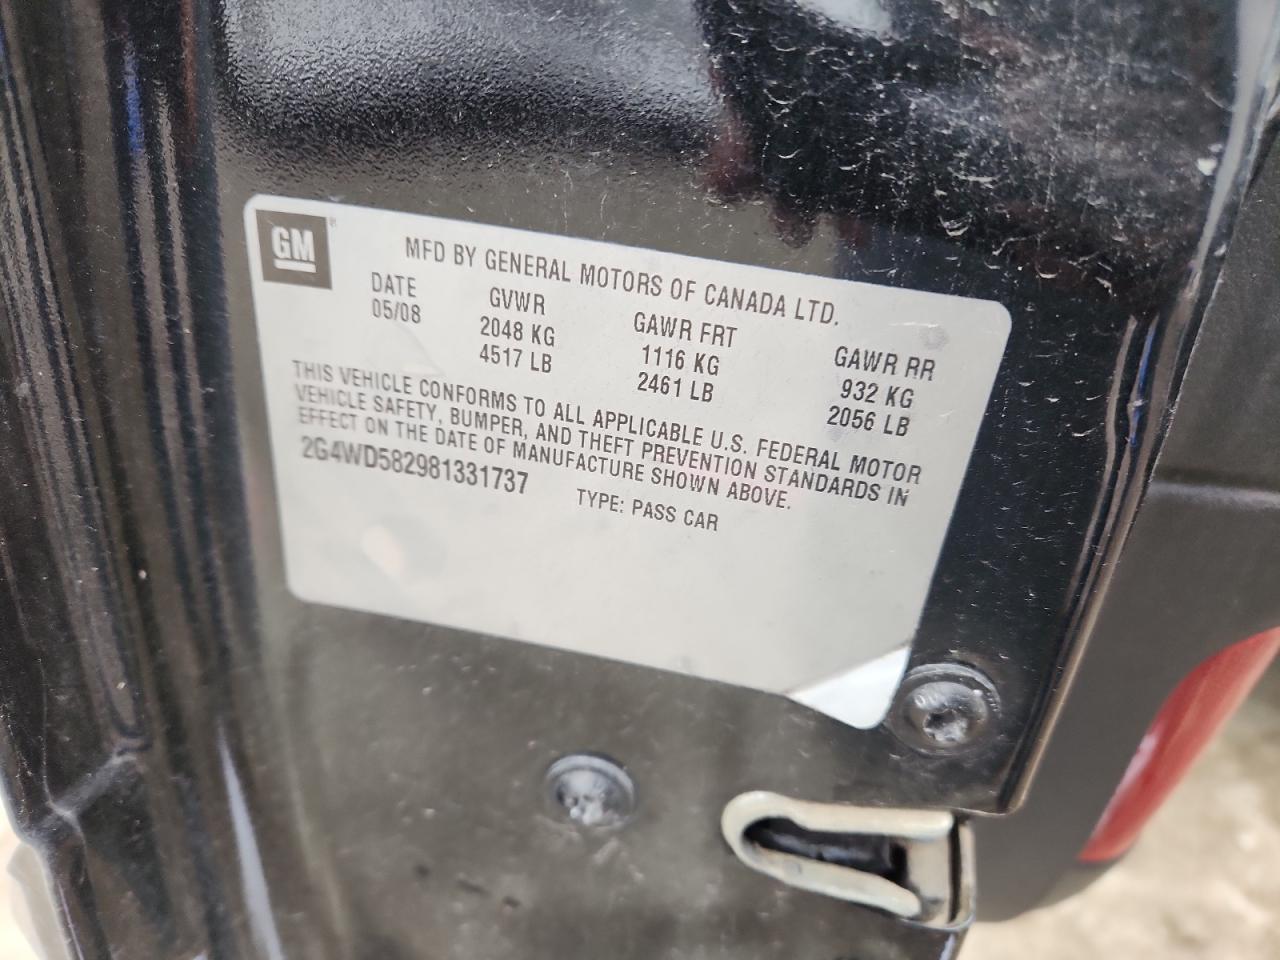 GM
MFD BY GENERAL MOTORS OF CANADA LTD.
DATE GVWR GAWR FRT GAWR RR
05/08 2048 KG 1116 KG 932 KG
4517 LB 2461 LB 2056 LB
THIS VEHICLE CONFORMS TO ALL APPLICABLE U.S. FEDERAL MOTOR
VEHICLE SAFETY, BUMPER, AND THEFT PREVENTION STANDARDS IN
EFFECT ON THE DATE OF MANUFACTURE SHOWN ABOVE.
2G4WD582981331737 TYPE: PASS CAR